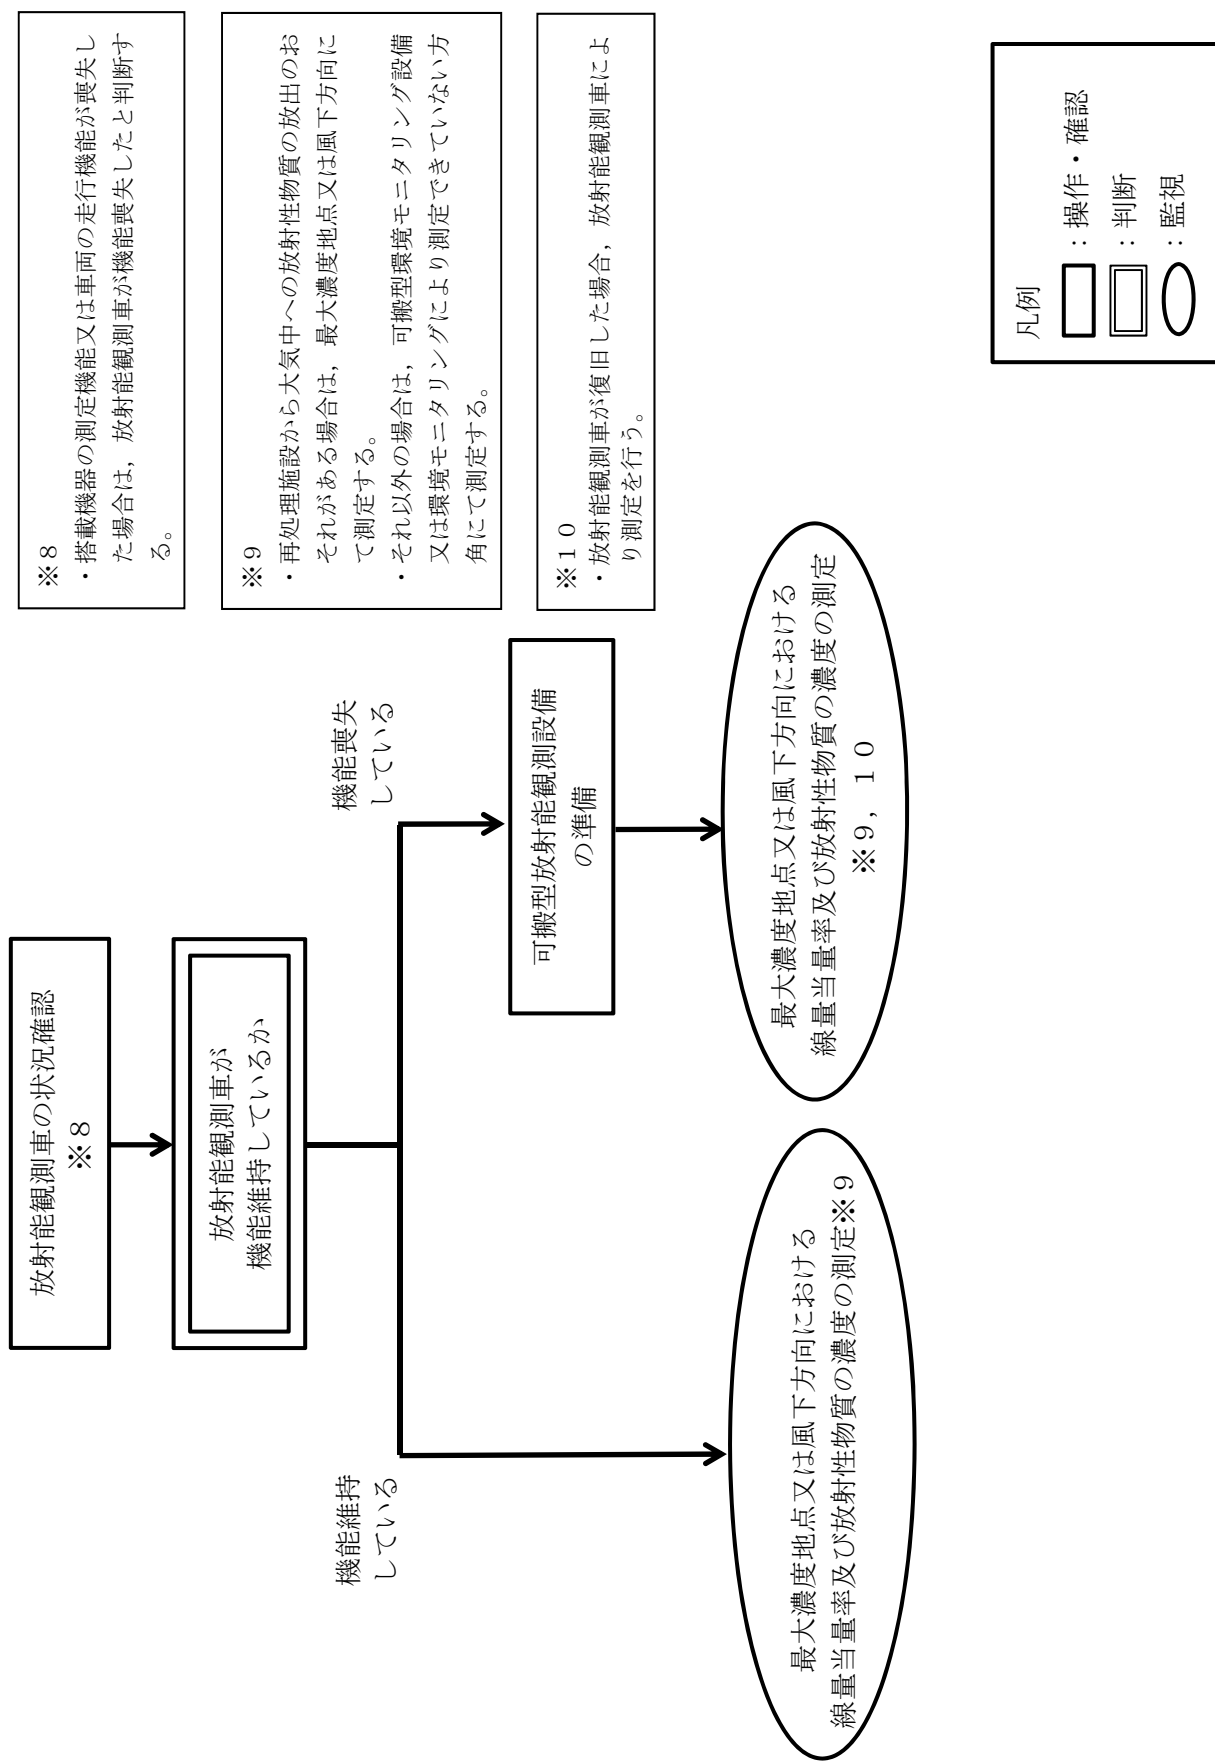 放射能観測車の状況確認
※８
放射能観測車が
機能維持しているか
機能維持
している
機能喪失
している
可搬型放射能観測設備
の準備
最大濃度地点又は風下方向における
線量当量率及び放射性物質の濃度の測定※９
最大濃度地点又は風下方向における
線量当量率及び放射性物質の濃度の測定
※９，１０
※８
・搭載機器の測定機能又は車両の走行機能が喪失し
た場合は，放射能観測車が機能喪失したと判断す
る。
※９
・再処理施設から大気中への放射性物質の放出のお
それがある場合は，最大濃度地点又は風下方向に
て測定する。
・それ以外の場合は，可搬型環境モニタリング設備
又は環境モニタリングにより測定できていない方
角にて測定する。
※１０
・放射能観測車が復旧した場合，放射能観測車によ
り測定を行う。
凡例
：操作・確認
：判断
：監視